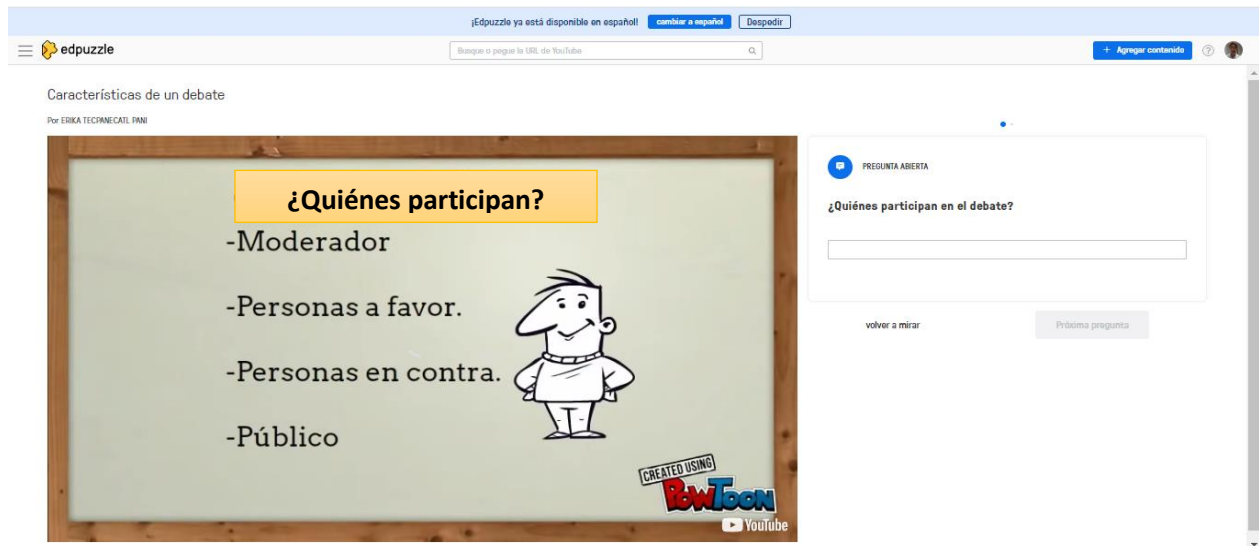 ¡Edpuzzle ya está disponible en español! cambiar a español Despedir
edpuzzle
Busque o pegue la URL de YouTube
+ Agregar contenido
Características de un debate
Por ERIKA TECPANECATL PANI
¿Quiénes participan?
-Moderador
-Personas a favor.
-Personas en contra.
-Público
CREATED USING
POWTOON
YouTube
PREGUNTA ABIERTA
¿Quiénes participan en el debate?
volver a mirar
Próxima pregunta